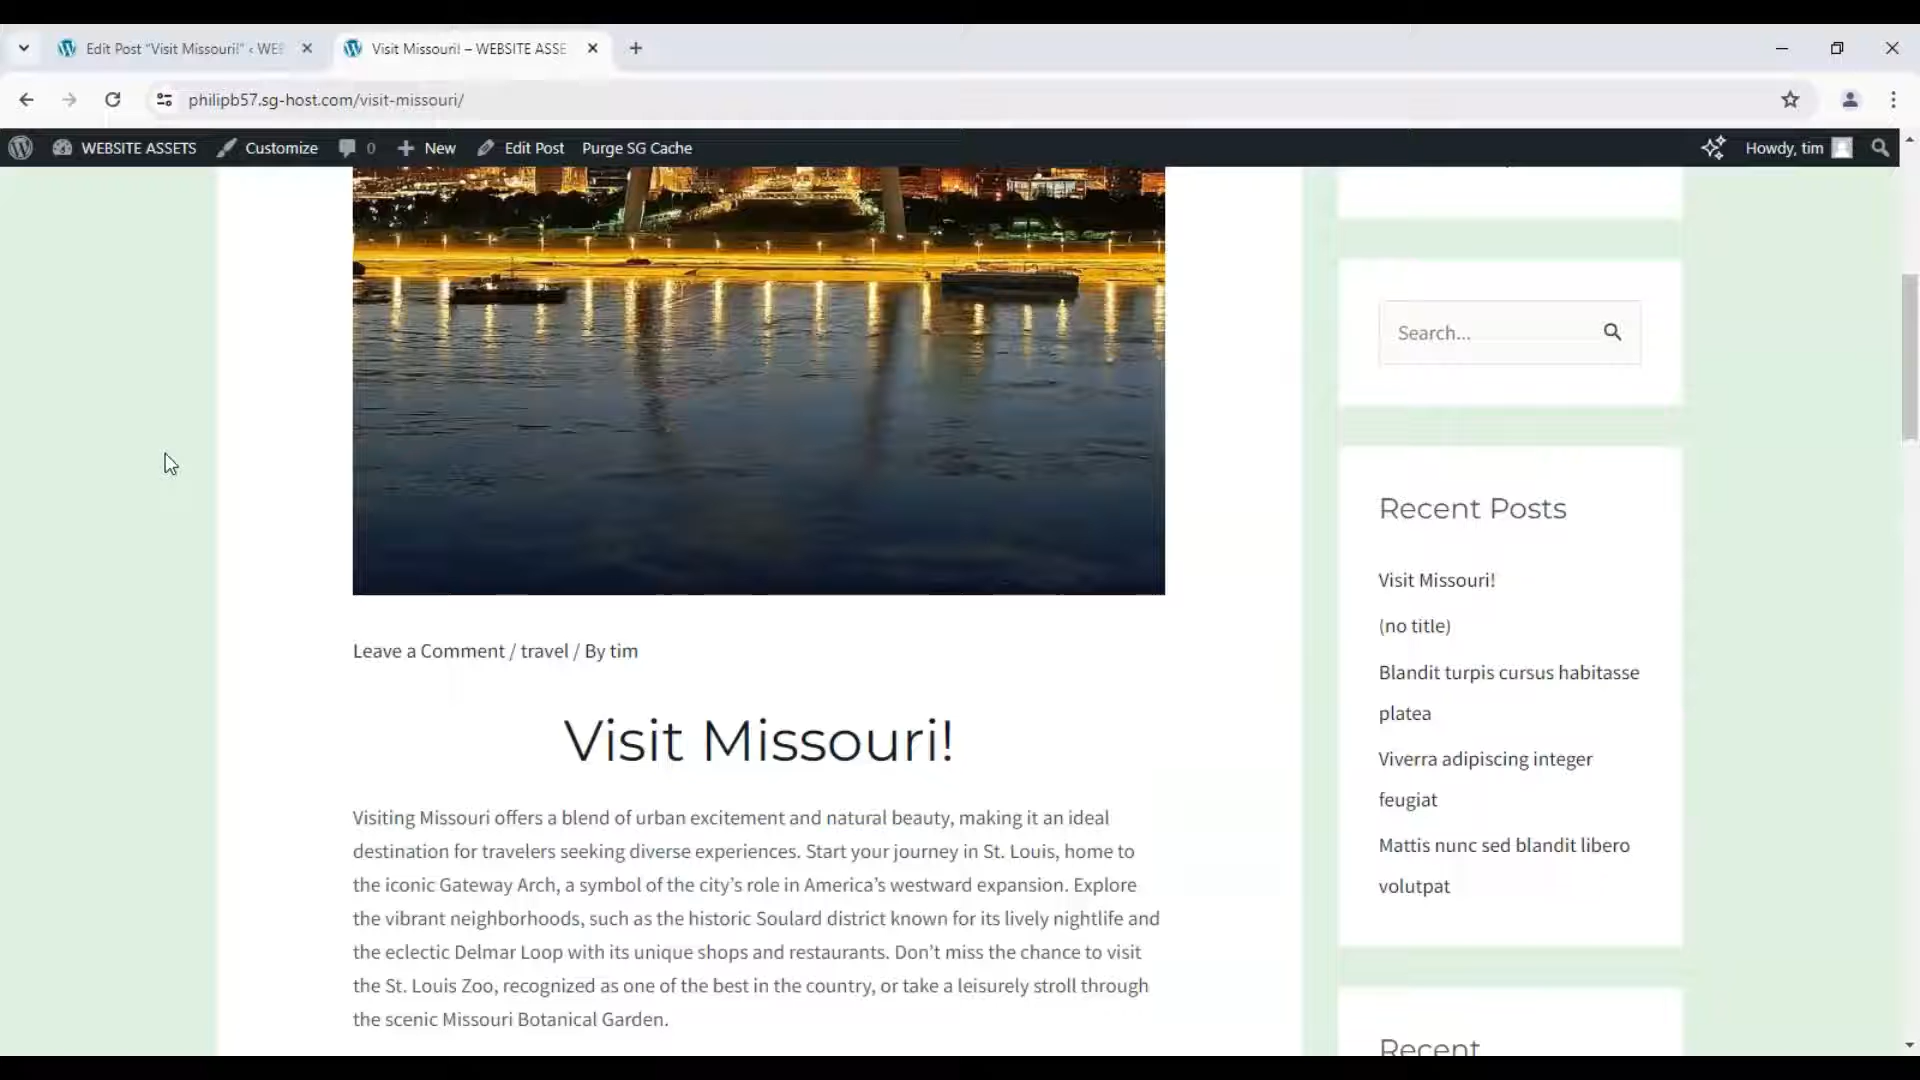 Edit Post “Visit Missouri!” ‹ WEB
Visit Missouri! – WEBSITE ASSE
philipb57.sg-host.com/visit-missouri/
WEBSITE ASSETS Customize 0 New Edit Post Purge SG Cache Howdy, tim
Search...
Recent Posts
Visit Missouri!
(no title)
Blandit turpis cursus habitasse
platea
Viverra adipiscing integer
feugiat
Mattis nunc sed blandit libero
volutpat
Recent
Leave a Comment / travel / By tim
Visit Missouri!
Visiting Missouri offers a blend of urban excitement and natural beauty, making it an ideal
destination for travelers seeking diverse experiences. Start your journey in St. Louis, home to
the iconic Gateway Arch, a symbol of the city’s role in America’s westward expansion. Explore
the vibrant neighborhoods, such as the historic Soulard district known for its lively nightlife and
the eclectic Delmar Loop with its unique shops and restaurants. Don’t miss the chance to visit
the St. Louis Zoo, recognized as one of the best in the country, or take a leisurely stroll through
the scenic Missouri Botanical Garden.